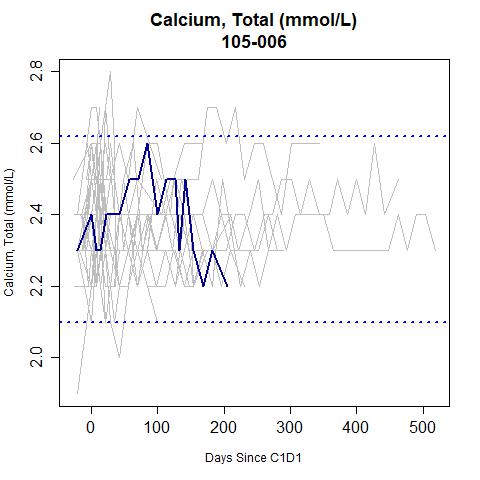 Calcium, Total (mmol/L)
105-006
Calcium, Total (mmol/L)
2.8
2.6
2.4
2.2
2.0
0 100 200 300 400 500
Days Since C1D1